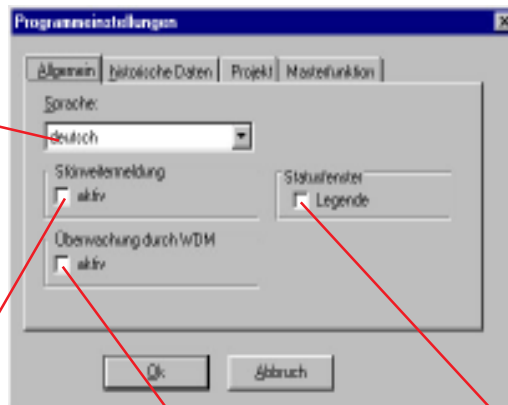 Programmeinstellungen
Allgemein historische Daten Projekt Masterfunktion
Sprache:
deutsch
Störweitermeldung
aktiv
Statusfenster
Legende
Überwachung durch WDM
aktiv
Ok Abbruch